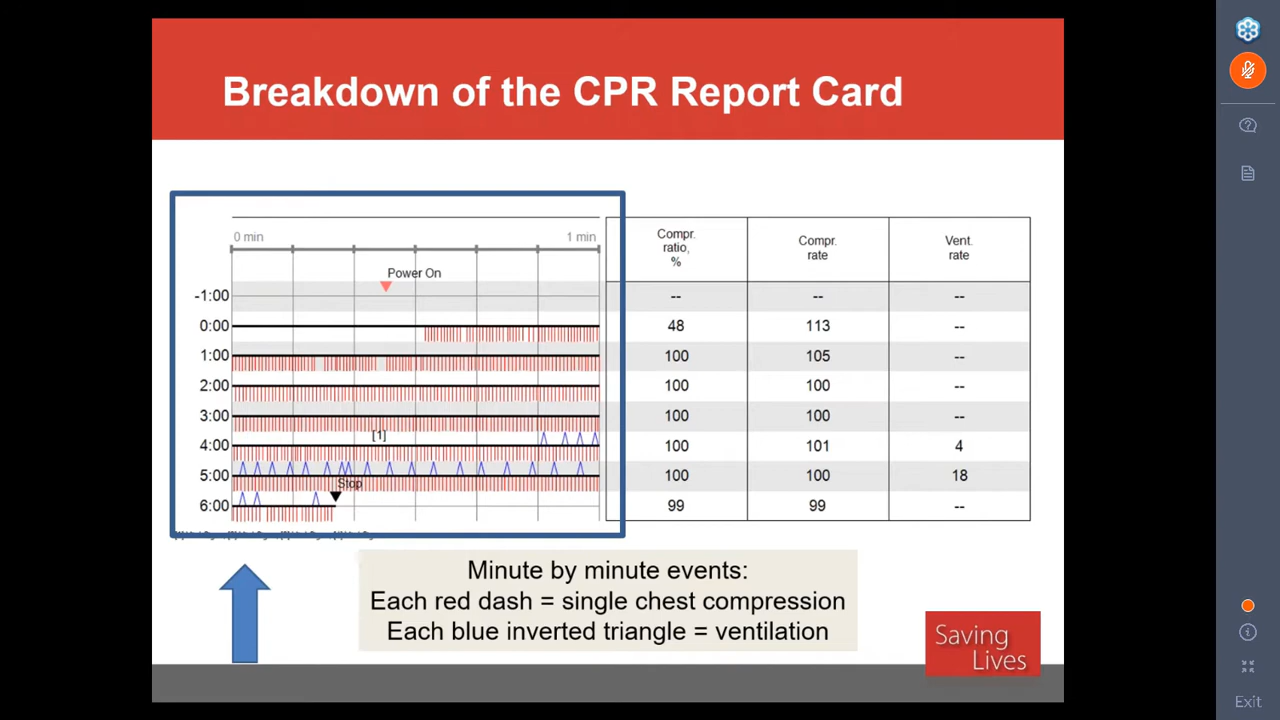 Breakdown of the CPR Report Card
0 min
1 min
Compr. ratio, %
Compr. rate
Vent. rate
Power On
-1:00 -- -- --
0:00 48 113 --
1:00 100 105 --
2:00 100 100 --
3:00 100 100 --
[1]
4:00 100 101 4
5:00 100 100 18
Stop
6:00 99 99 --
Minute by minute events:
Each red dash = single chest compression
Each blue inverted triangle = ventilation
Saving
Lives
Exit